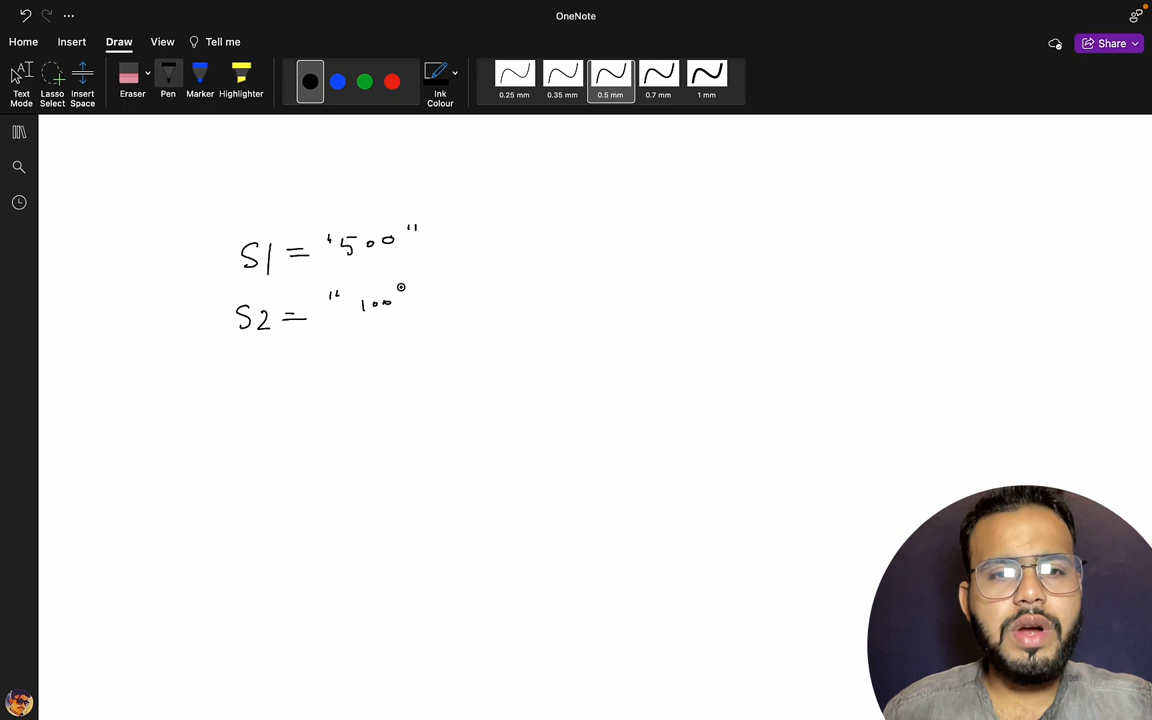 OneNote
Home Insert Draw View Tell me
Share
Text Mode
Lasso Select
Insert Space
Eraser
Pen
Marker
Highlighter
Ink Colour
0.25 mm
0.35 mm
0.5 mm
0.7 mm
1 mm
S1 = "500"
S2 = " 100